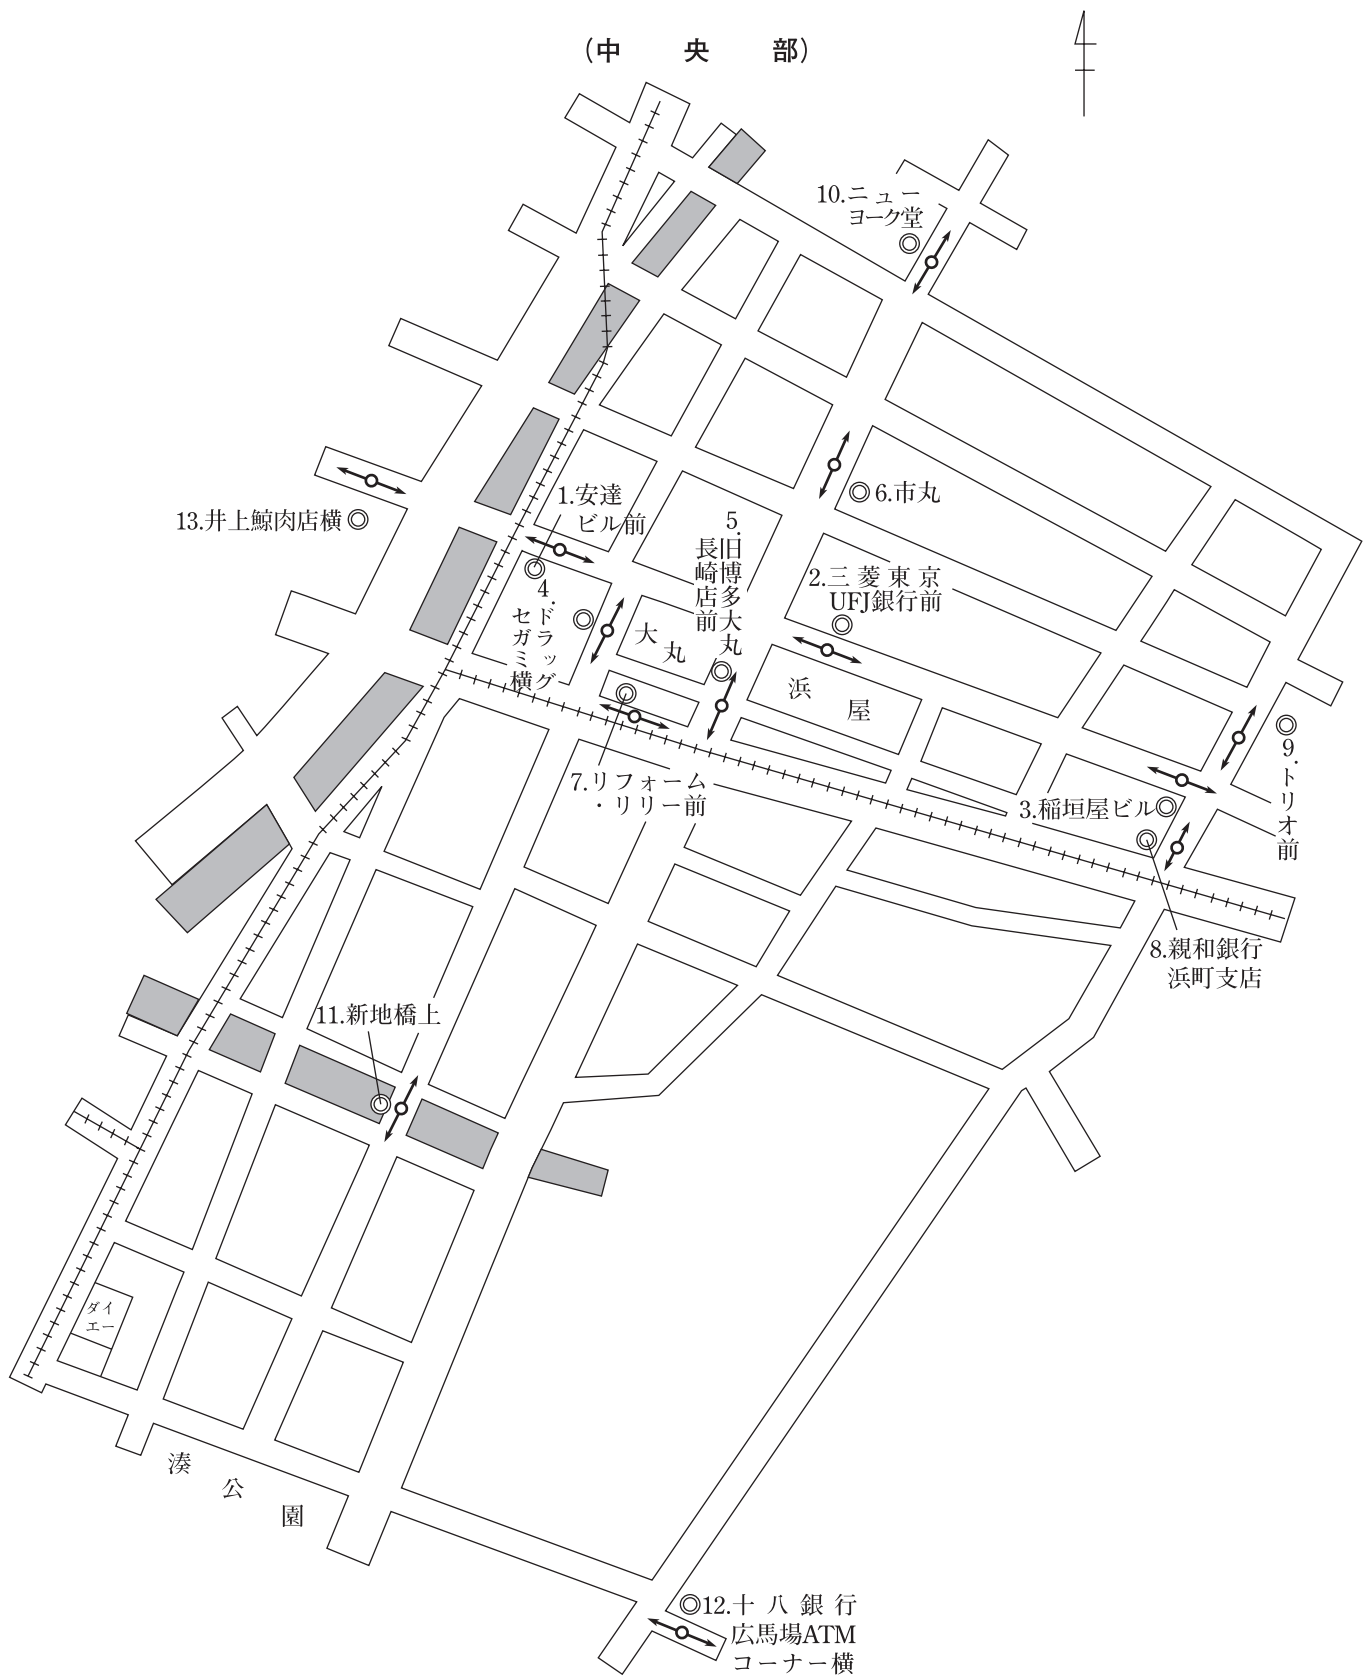 (中央部)
10.ニュー
ヨーク堂
6.市丸
1.安達
ビル前
13.井上鯨肉店横
5.旧博多大丸
長崎店前
2.三菱東京
UFJ銀行前
4.ドラッグ
セガミ横
大丸
浜屋
7.リフォーム
・リリー前
3.稲垣屋ビル
9.トリオ前
8.親和銀行
浜町支店
11.新地橋上
ダイ
エー
湊公園
12.十八銀行
広馬場ATM
コーナー横